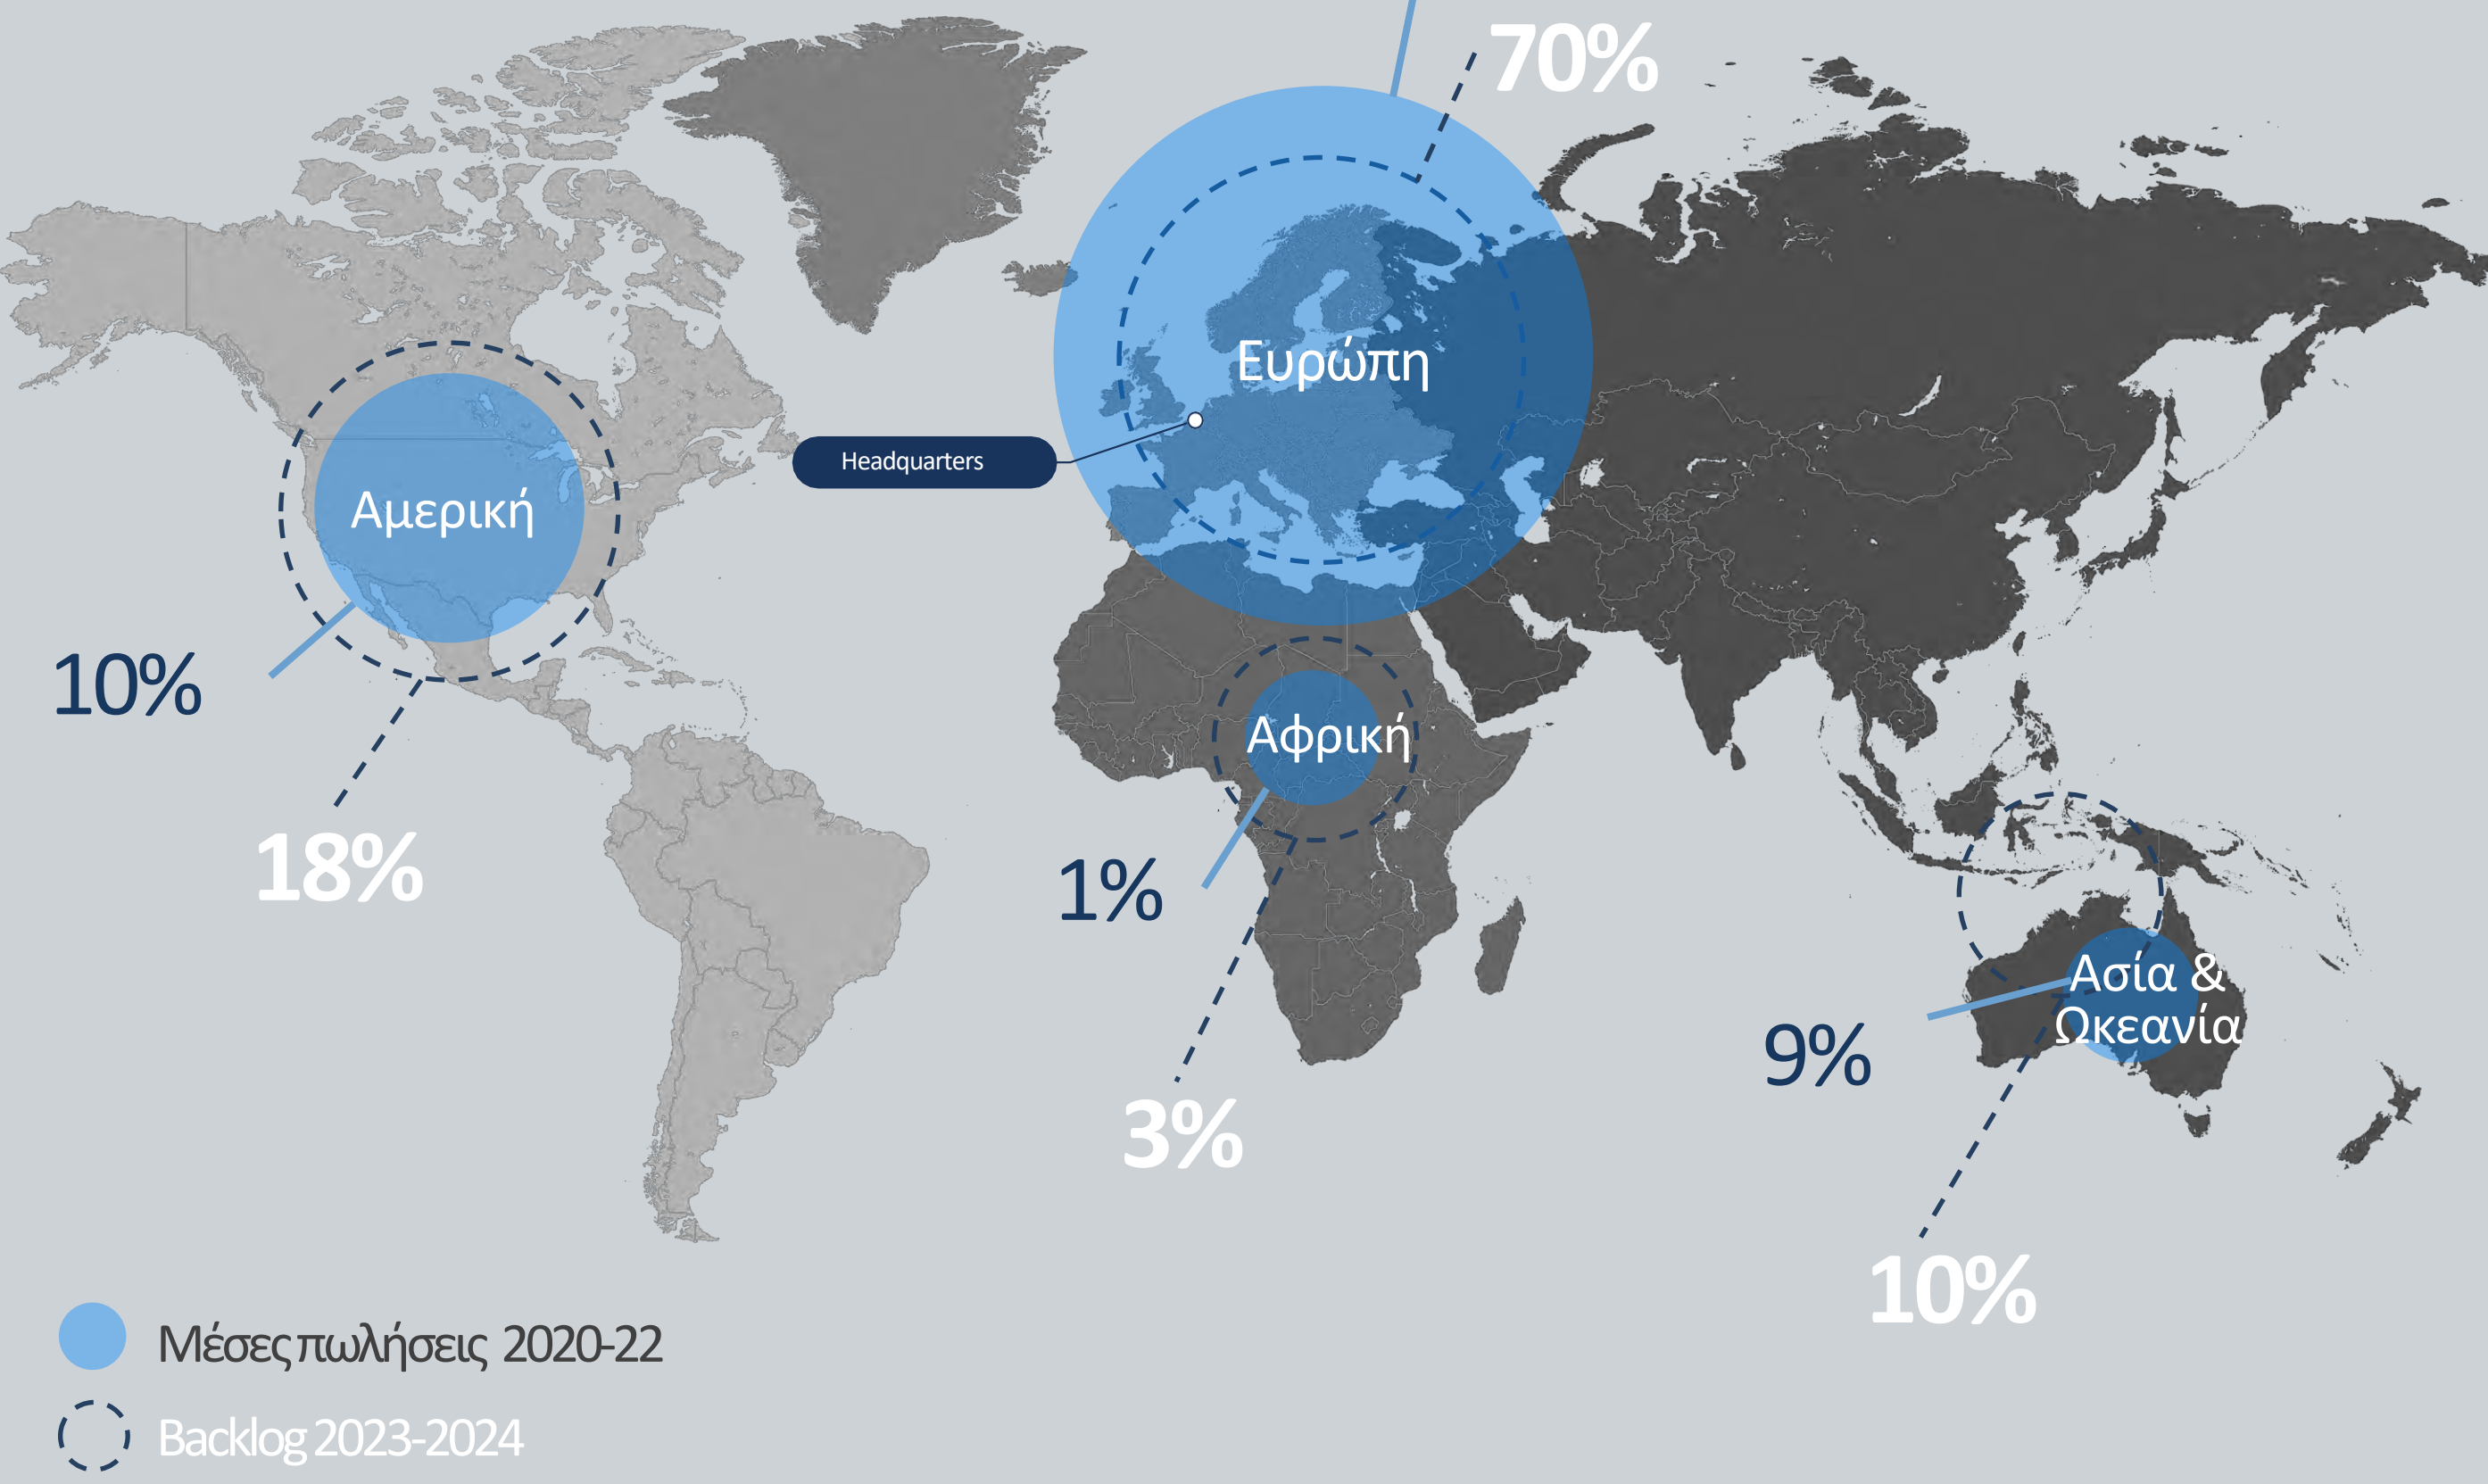 70%
Ευρώπη
Headquarters
Αμερική
10%
18%
Αφρική
1%
3%
Ασία &
Ωκεανία
9%
10%
Μέσες πωλήσεις 2020-22
Backlog 2023-2024